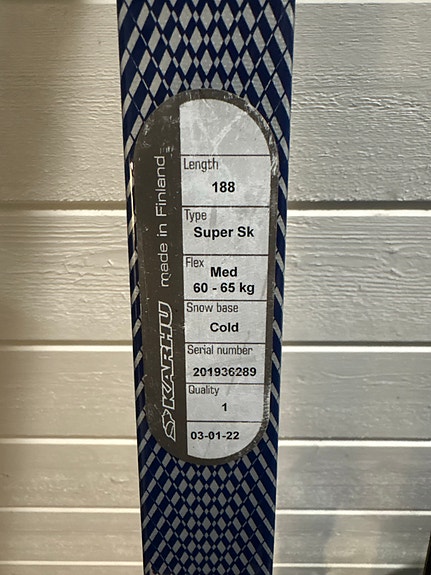 Length
188
Type
Super Sk
Flex
Med
60 - 65 kg
Snow base
Cold
Serial number
201936289
Quality
1
03-01-22
KARHU made in Finland